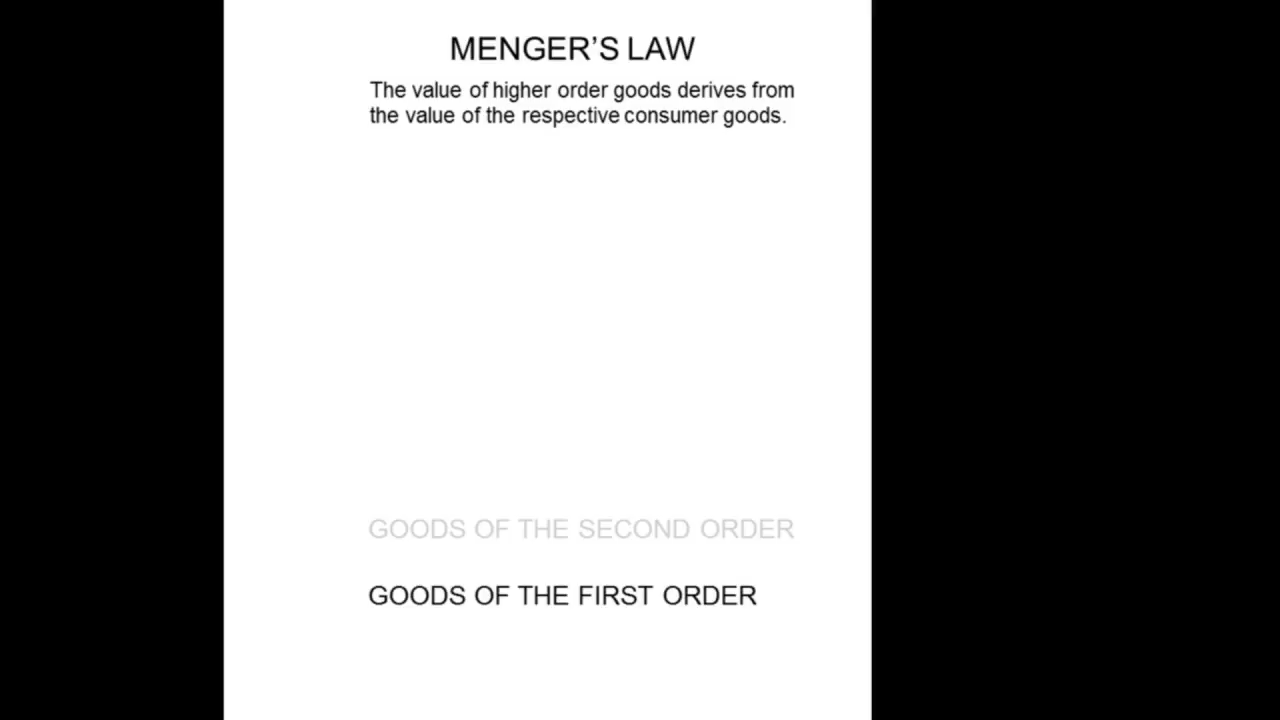 MENGER’S LAW
The value of higher order goods derives from
the value of the respective consumer goods.
GOODS OF THE SECOND ORDER
GOODS OF THE FIRST ORDER